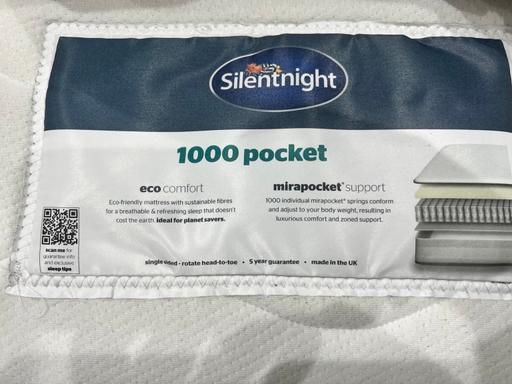 Silentnight
1000 pocket
eco comfort
Eco-friendly mattress with sustainable fibres
for a breathable & refreshing sleep that doesn't
cost the earth. ideal for planet savers.
mirapocket® support
1000 individual mirapocket® springs conform
and adjust to your body weight, resulting in
luxurious comfort and zoned support.
scan me for
guarantee info
and exclusive
sleep tips
single sided - rotate head-to-toe • 5 year guarantee • made in the UK